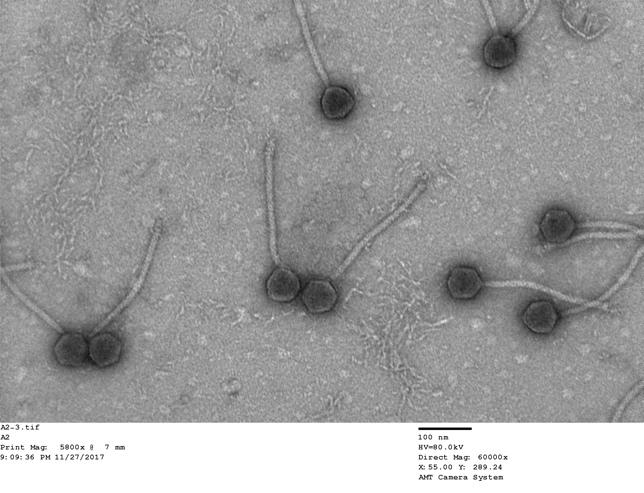 A2-3.tif
A2
Print Mag: 5800x @ 7 mm
9:09:36 PM 11/27/2017
100 nm
HV=80.0kV
Direct Mag: 60000x
X: 55.00 Y: 289.24
AMT Camera System